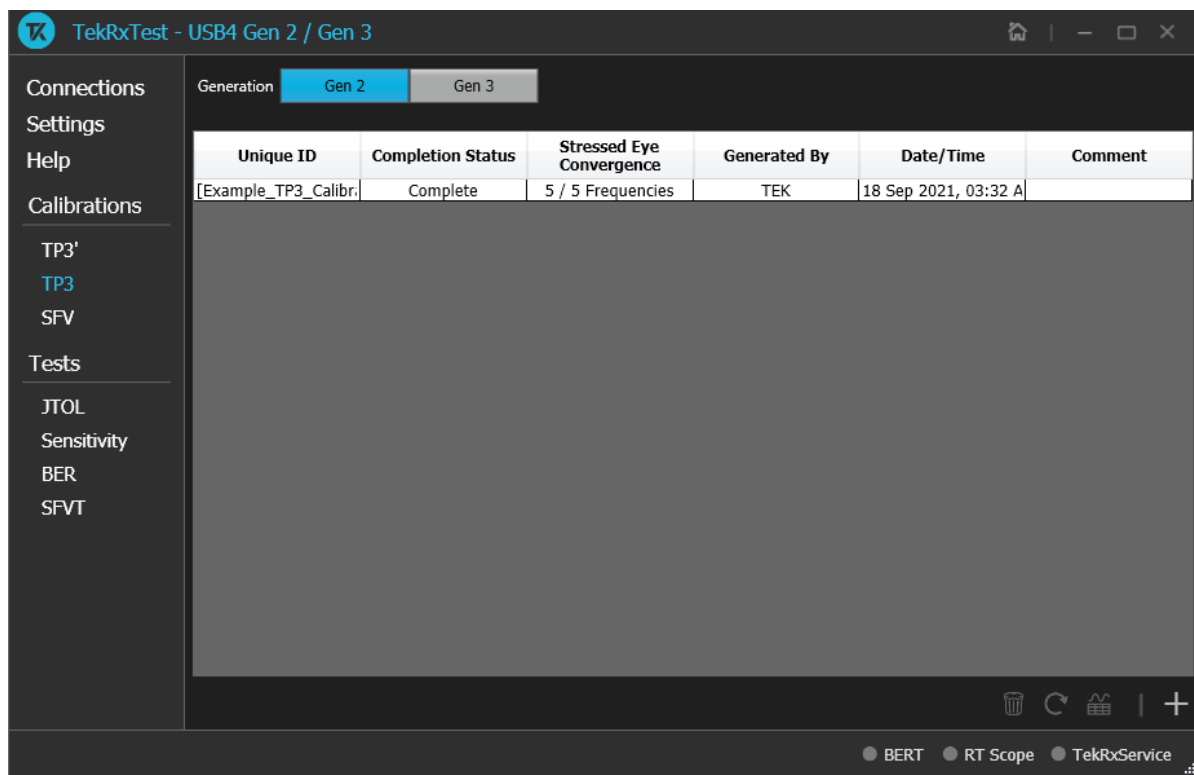 TekRxTest - USB4 Gen 2 / Gen 3
Connections
Settings
Help
Calibrations
TP3'
TP3
SFV
Tests
JTOL
Sensitivity
BER
SFVT
Generation Gen 2 Gen 3
Unique ID Completion Status Stressed Eye Convergence Generated By Date/Time Comment
[Example_TP3_Calibr Complete 5 / 5 Frequencies TEK 18 Sep 2021, 03:32 A
BERT RT Scope TekRxService